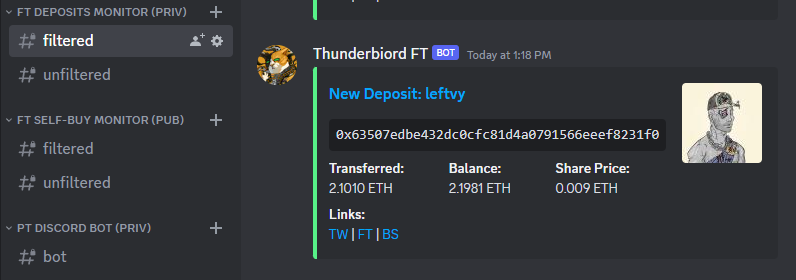 FT DEPOSITS MONITOR (PRIV)
filtered
unfiltered
FT SELF-BUY MONITOR (PUB)
filtered
unfiltered
PT DISCORD BOT (PRIV)
bot
Thunderbiord FT BOT Today at 1:18 PM
New Deposit: leftvy
0x63507edbe432dc0cfc81d4a0791566eeef8231f0
Transferred: Balance: Share Price:
2.1010 ETH 2.1981 ETH 0.009 ETH
Links:
TW | FT | BS